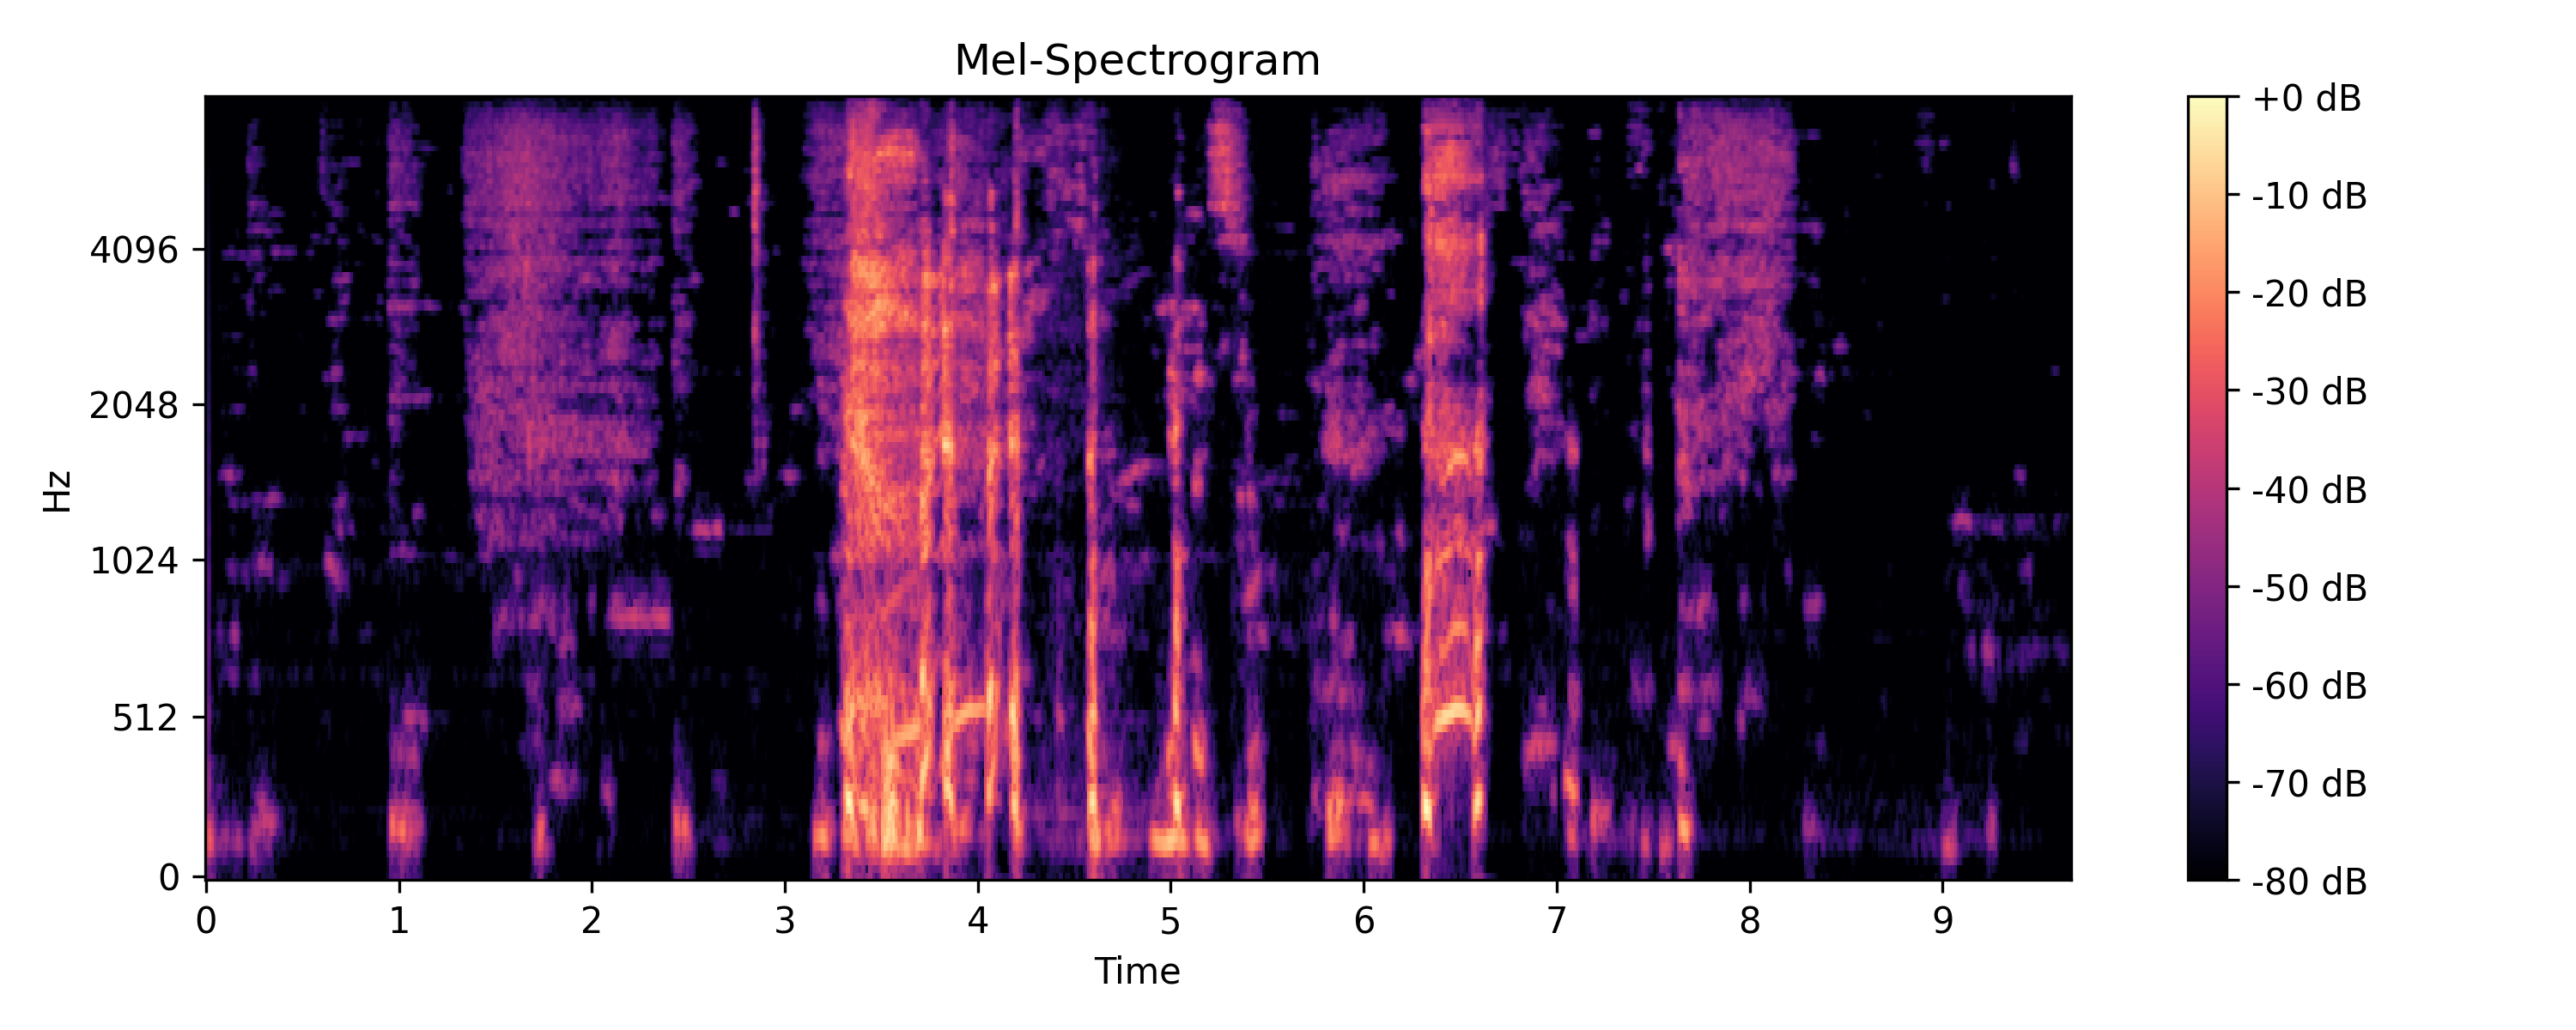 Mel-Spectrogram
+0 dB
-10 dB
-20 dB
-30 dB
-40 dB
-50 dB
-60 dB
-70 dB
-80 dB
Hz
4096
2048
1024
512
0
0 1 2 3 4 5 6 7 8 9
Time